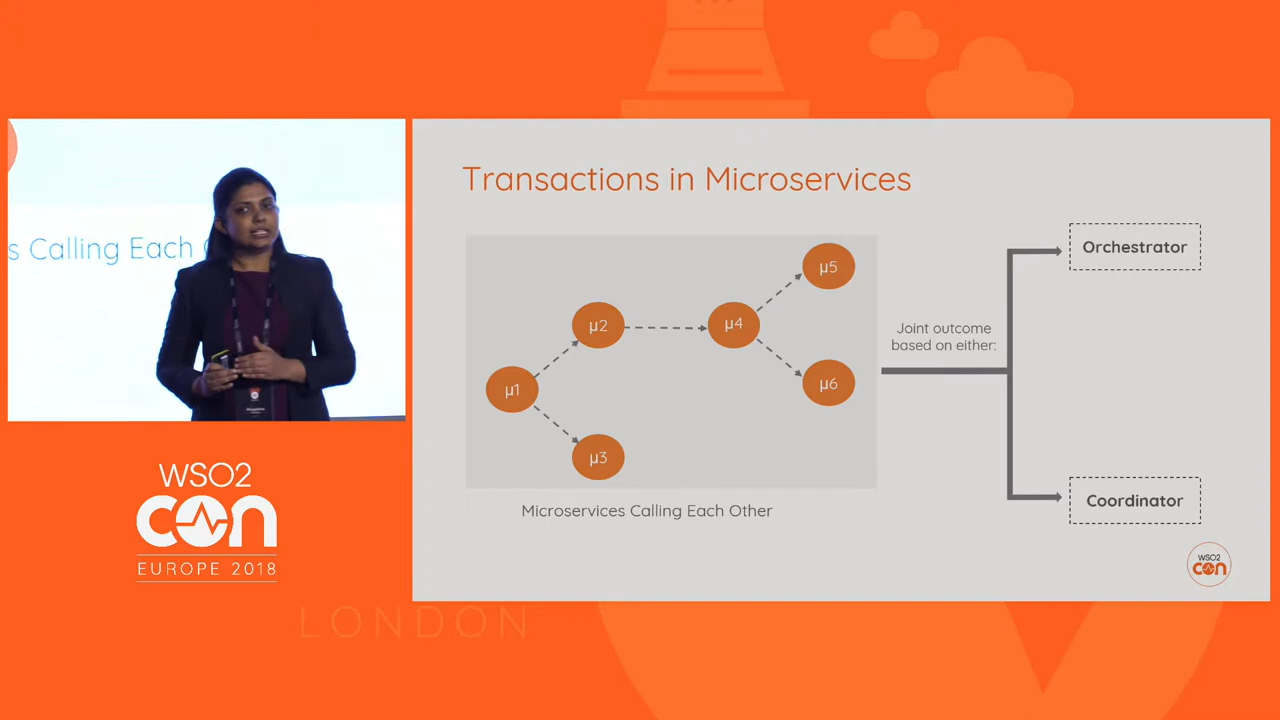 s Calling Each
WSO2
CON
EUROPE 2018
LONDON
Transactions in Microservices
μ1
μ2
μ3
μ4
μ5
μ6
Microservices Calling Each Other
Joint outcome
based on either:
Orchestrator
Coordinator
WSO2
CON